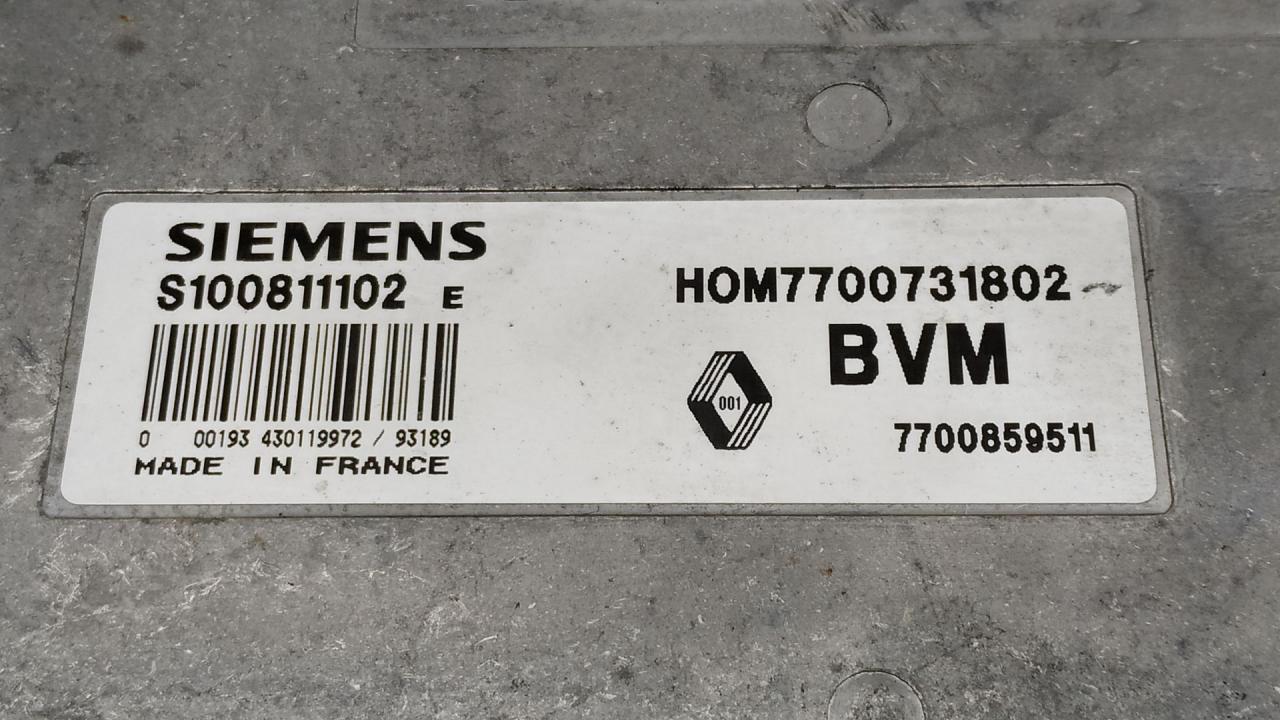 SIEMENS
S100811102 E
0 00193 430119972 / 93189
MADE IN FRANCE
HOM7700731802
BVM
001
7700859511